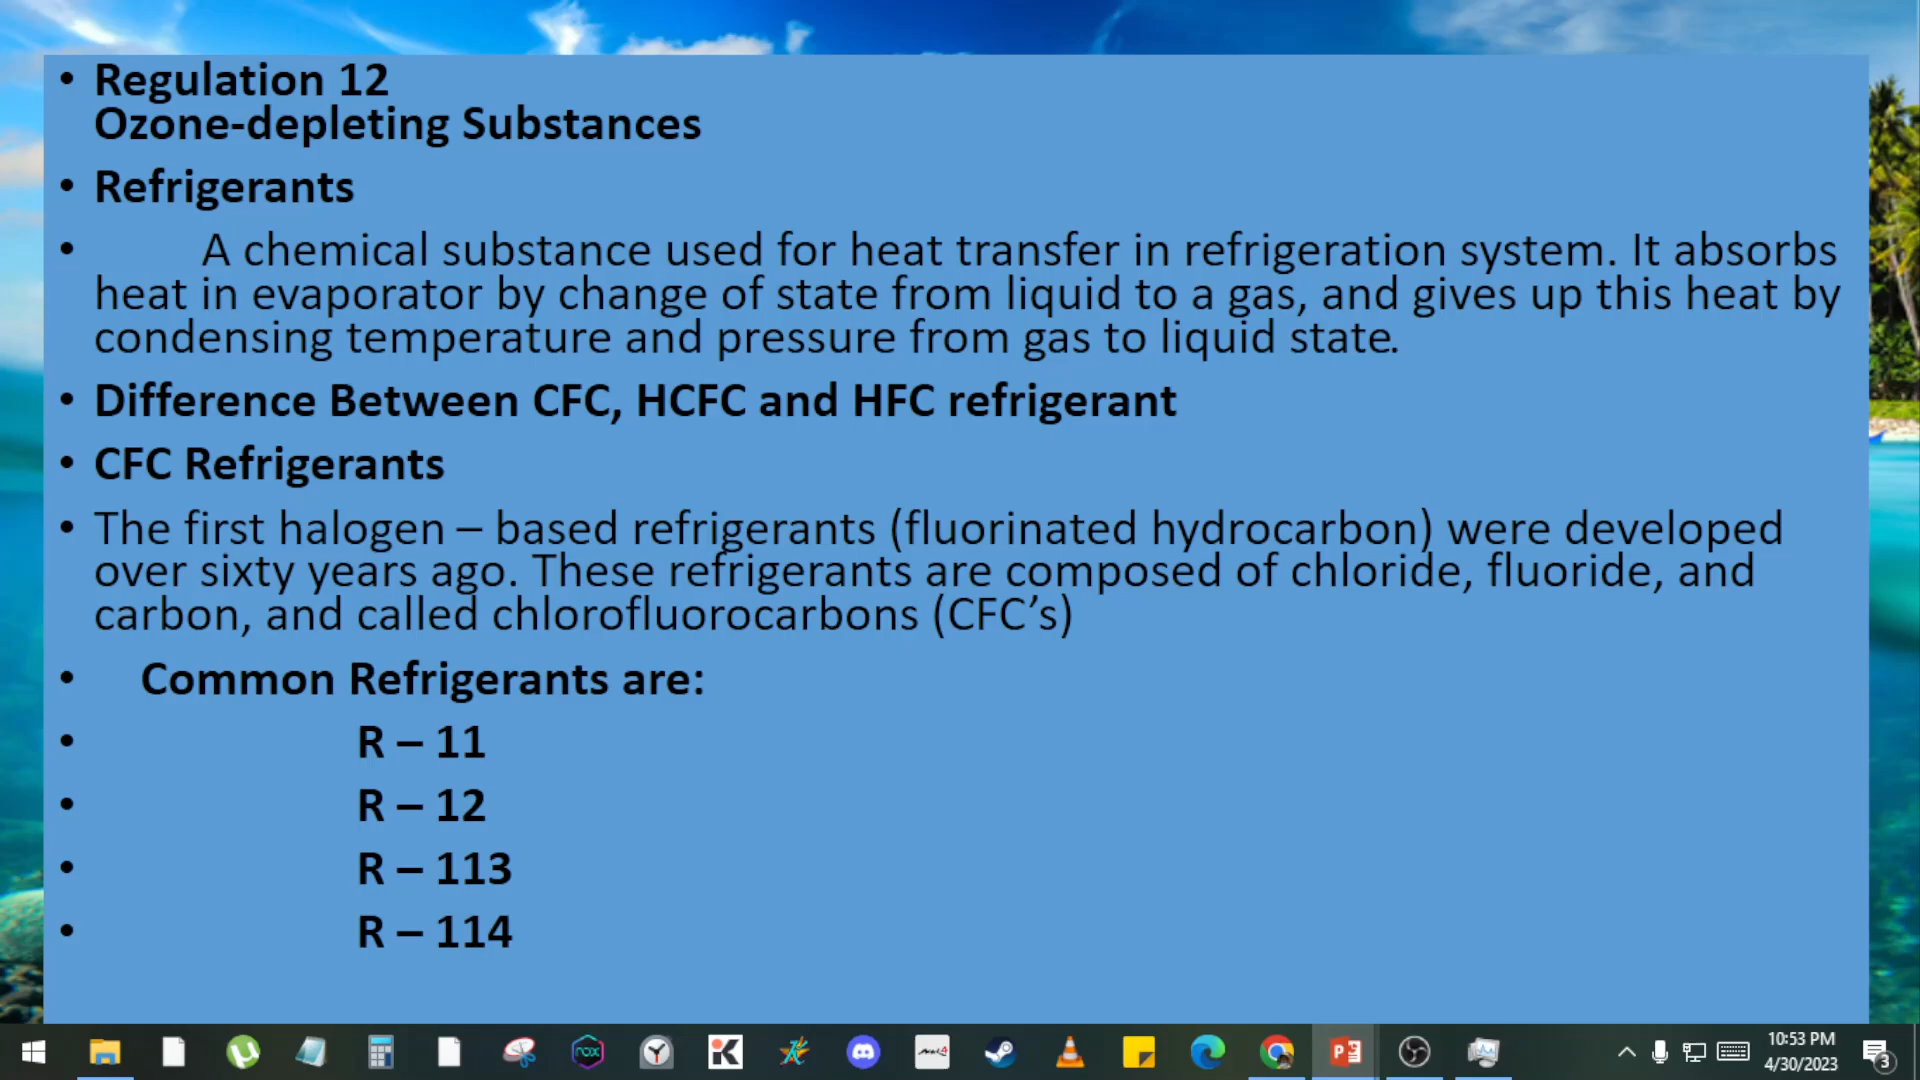 • Regulation 12
Ozone-depleting Substances
• Refrigerants
• A chemical substance used for heat transfer in refrigeration system. It absorbs
heat in evaporator by change of state from liquid to a gas, and gives up this heat by
condensing temperature and pressure from gas to liquid state.
• Difference Between CFC, HCFC and HFC refrigerant
• CFC Refrigerants
• The first halogen – based refrigerants (fluorinated hydrocarbon) were developed
over sixty years ago. These refrigerants are composed of chloride, fluoride, and
carbon, and called chlorofluorocarbons (CFC’s)
• Common Refrigerants are:
• R – 11
• R – 12
• R – 113
• R – 114
10:53 PM
4/30/2023
3
nox